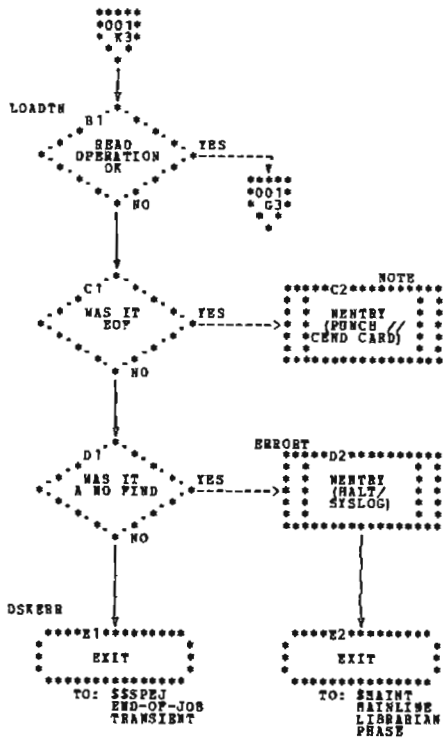 001
K3
LOADTN
B1
READ
OPERATION
OK
YES
001
G3
NO
C1
WAS IT
EOF
YES
NO
NOTE
C2
NENTRY
(PUNCH //
CEND CARD)
D1
WAS IT
A NO FIND
YES
NO
ERRORT
D2
NENTRY
(HALT/
SYSLOG)
DSKERR
E1
EXIT
TO: $$SPEJ
END-OF-JOB
TRANSIENT
E2
EXIT
TO: $MAINT
MAINLINE
LIBRARIAN
PHASE